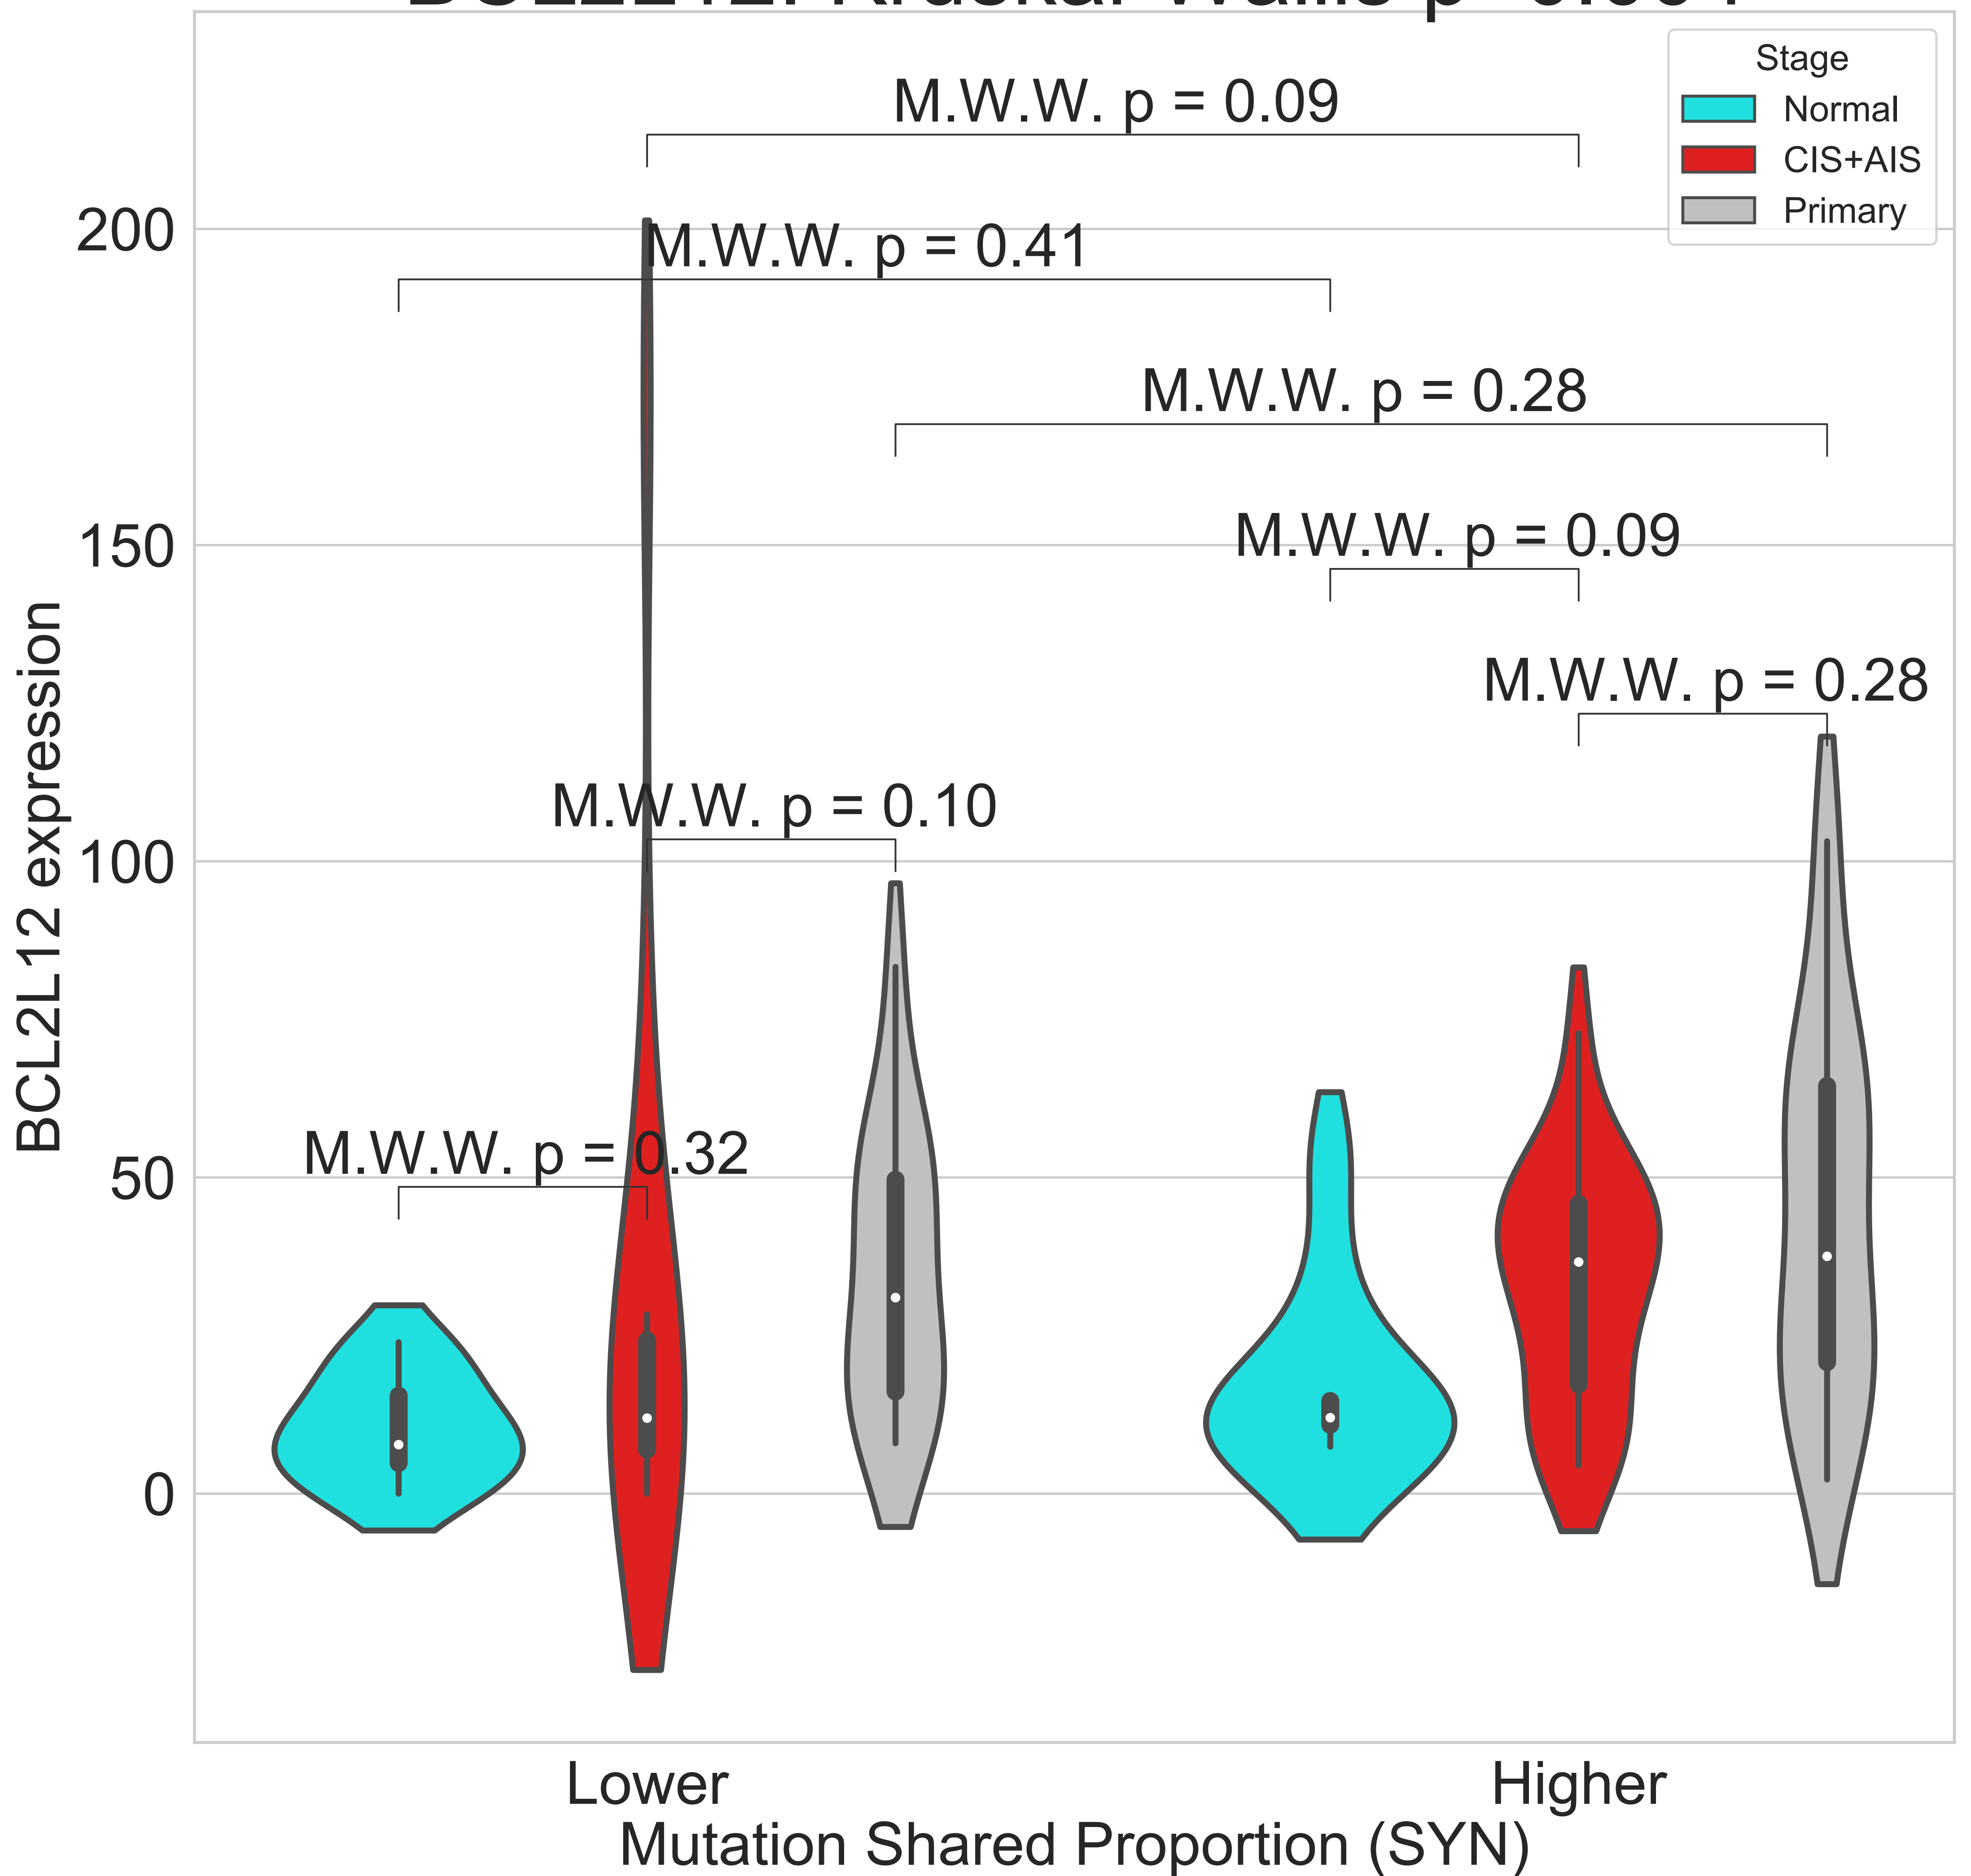 M.W.W. p = 0.09
Stage
Normal
CIS+AIS
Primary
M.W.W. p = 0.41
M.W.W. p = 0.28
M.W.W. p = 0.09
M.W.W. p = 0.28
M.W.W. p = 0.10
M.W.W. p = 0.32
200
150
100
50
0
BCL2L12 expression
Lower
Higher
Mutation Shared Proportion (SYN)